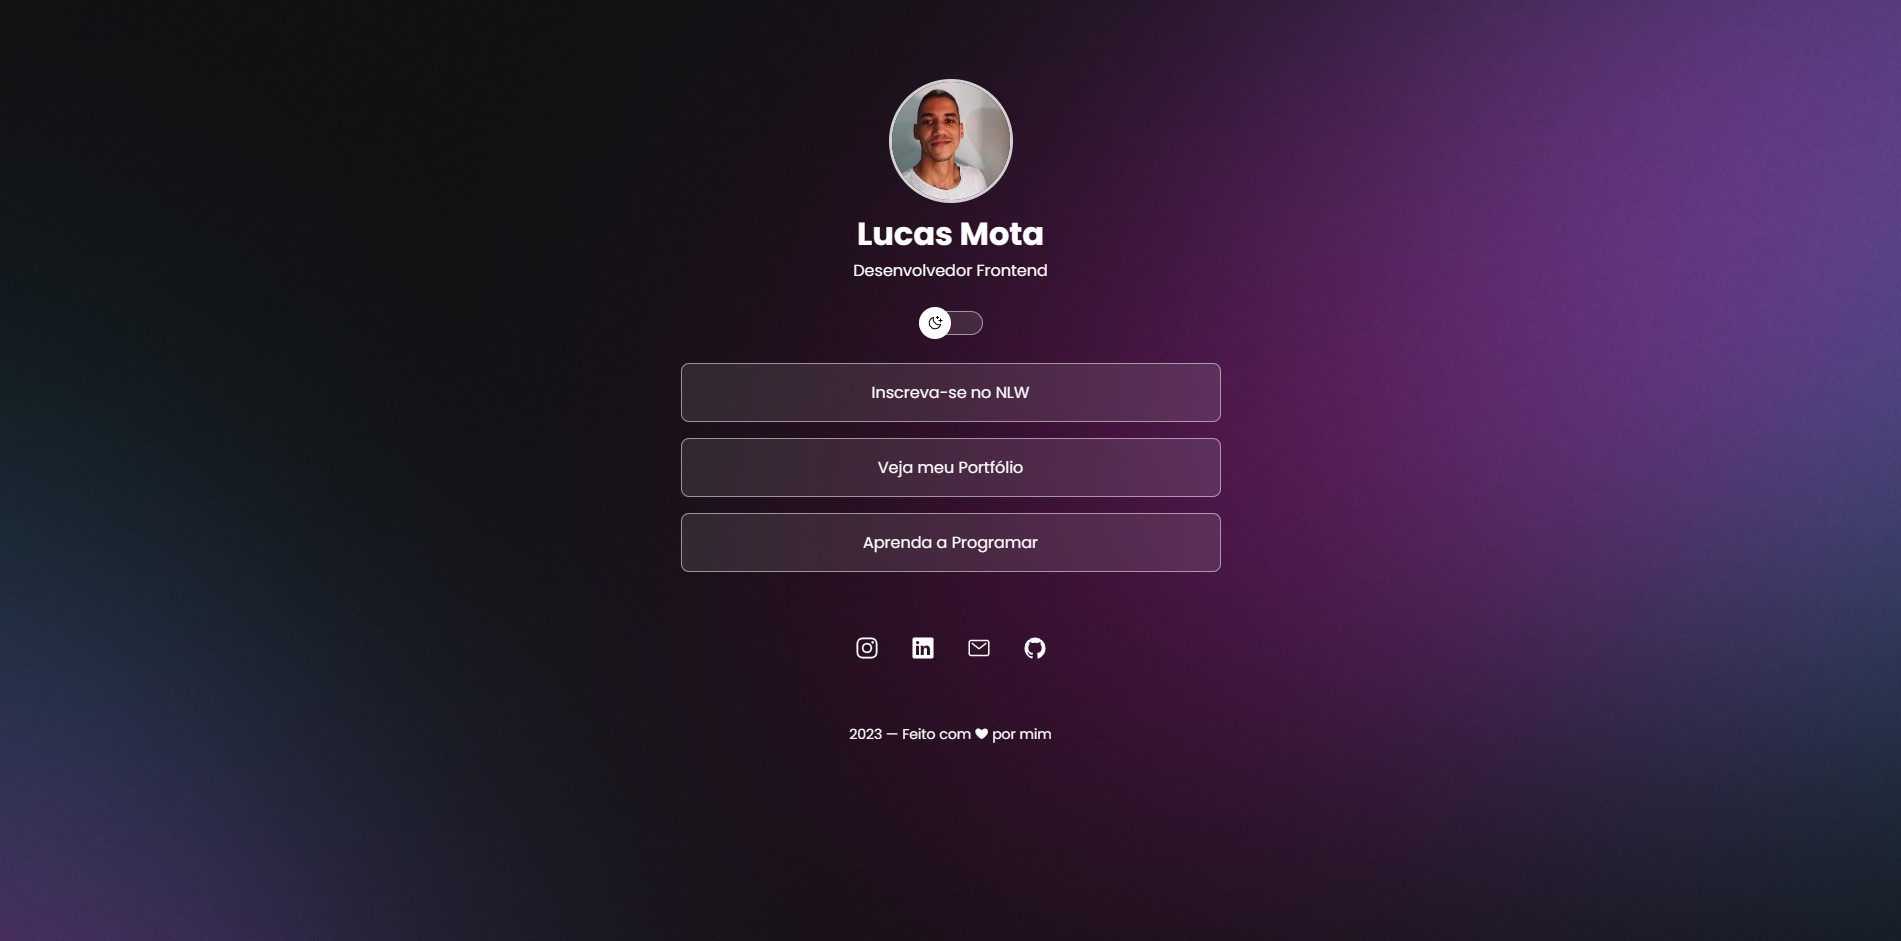 Lucas Mota
Desenvolvedor Frontend
Inscreva-se no NLW
Veja meu Portfólio
Aprenda a Programar
2023 — Feito com ♥ por mim